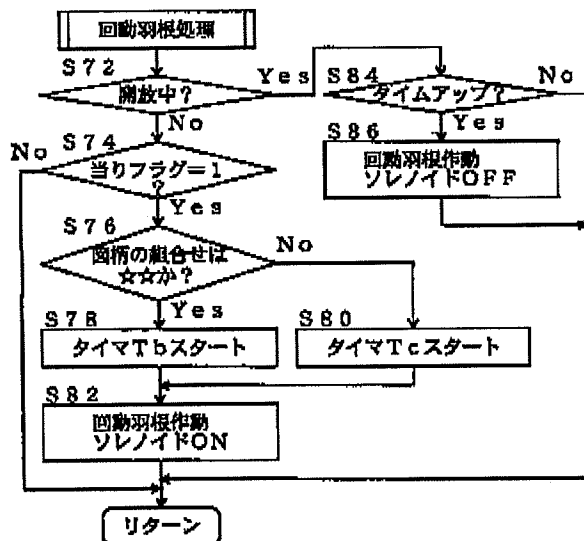 回動羽根処理
S72
開放中?
Yes
No
S84
タイムアップ?
No
Yes
S86
回動羽根作動
ソレノイドOFF
S74
No
当りフラグ=1
?
Yes
S76
図柄の組合せは
☆☆か?
No
Yes
S78
タイマTbスタート
S80
タイマTcスタート
S82
回動羽根作動
ソレノイドON
リターン